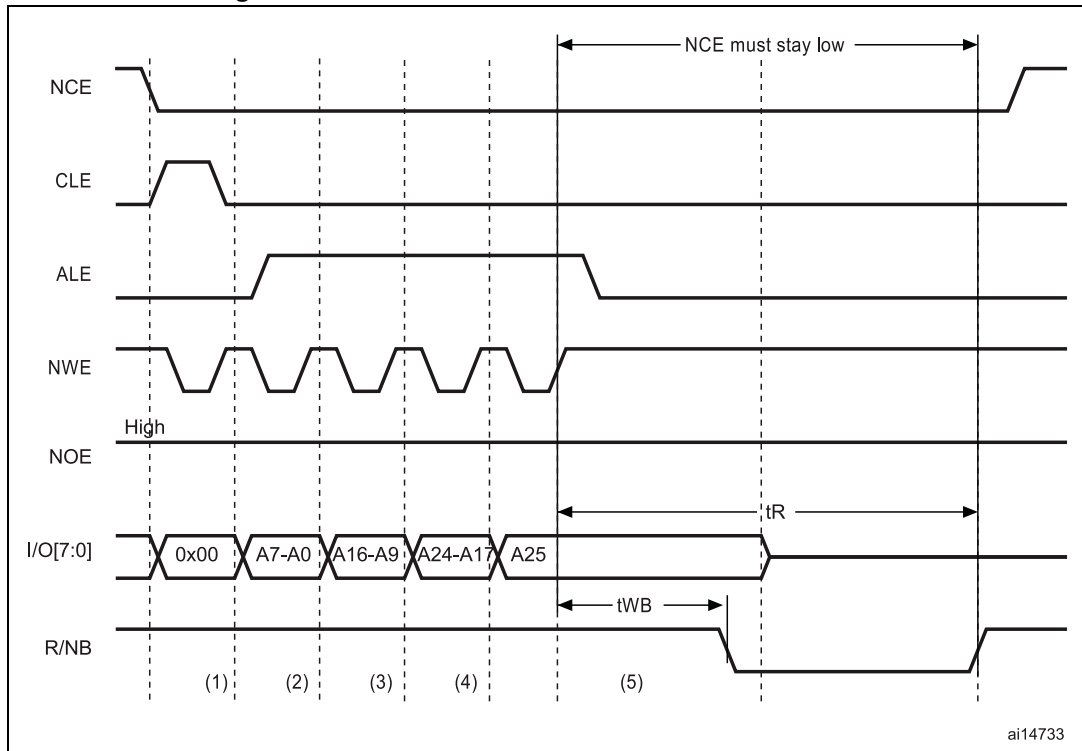 NCE must stay low
NCE
CLE
ALE
NWE
High
NOE
tR
I/O[7:0]
0x00
A7-A0
A16-A9
A24-A17
A25
tWB
R/NB
(1)
(2)
(3)
(4)
(5)
ai14733